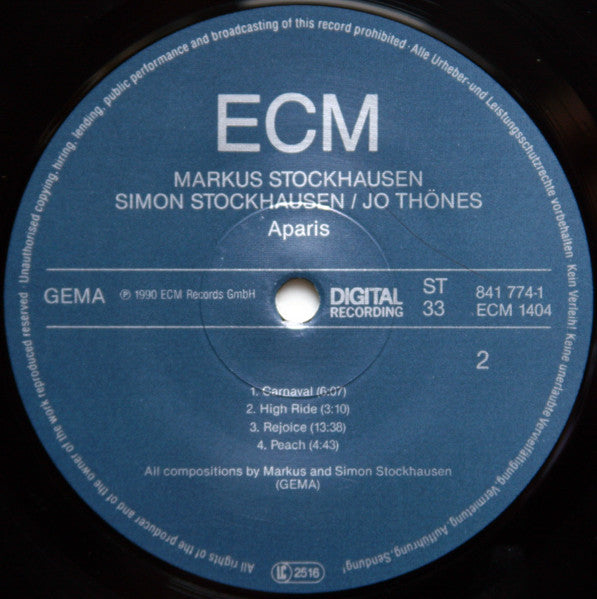 ECM
MARKUS STOCKHAUSEN
SIMON STOCKHAUSEN / JO THÖNES
Aparis
GEMA
℗ 1990 ECM Records GmbH
DIGITAL
RECORDING
ST
33
841 774-1
ECM 1404
2
1. Carnaval (6:07)
2. High Ride (3:10)
3. Rejoice (13:38)
4. Peach (4:43)
All compositions by Markus and Simon Stockhausen
(GEMA)
LC 2516
All rights of the producer and of the owner of the work reproduced reserved · Unauthorised copying, hiring, lending, public performance and broadcasting of this record prohibited · Alle Urheber- und Leistungsschutzrechte vorbehalten · Kein Verleih! Keine unerlaubte Vervielfältigung, Vermietung, Aufführung, Sendung!